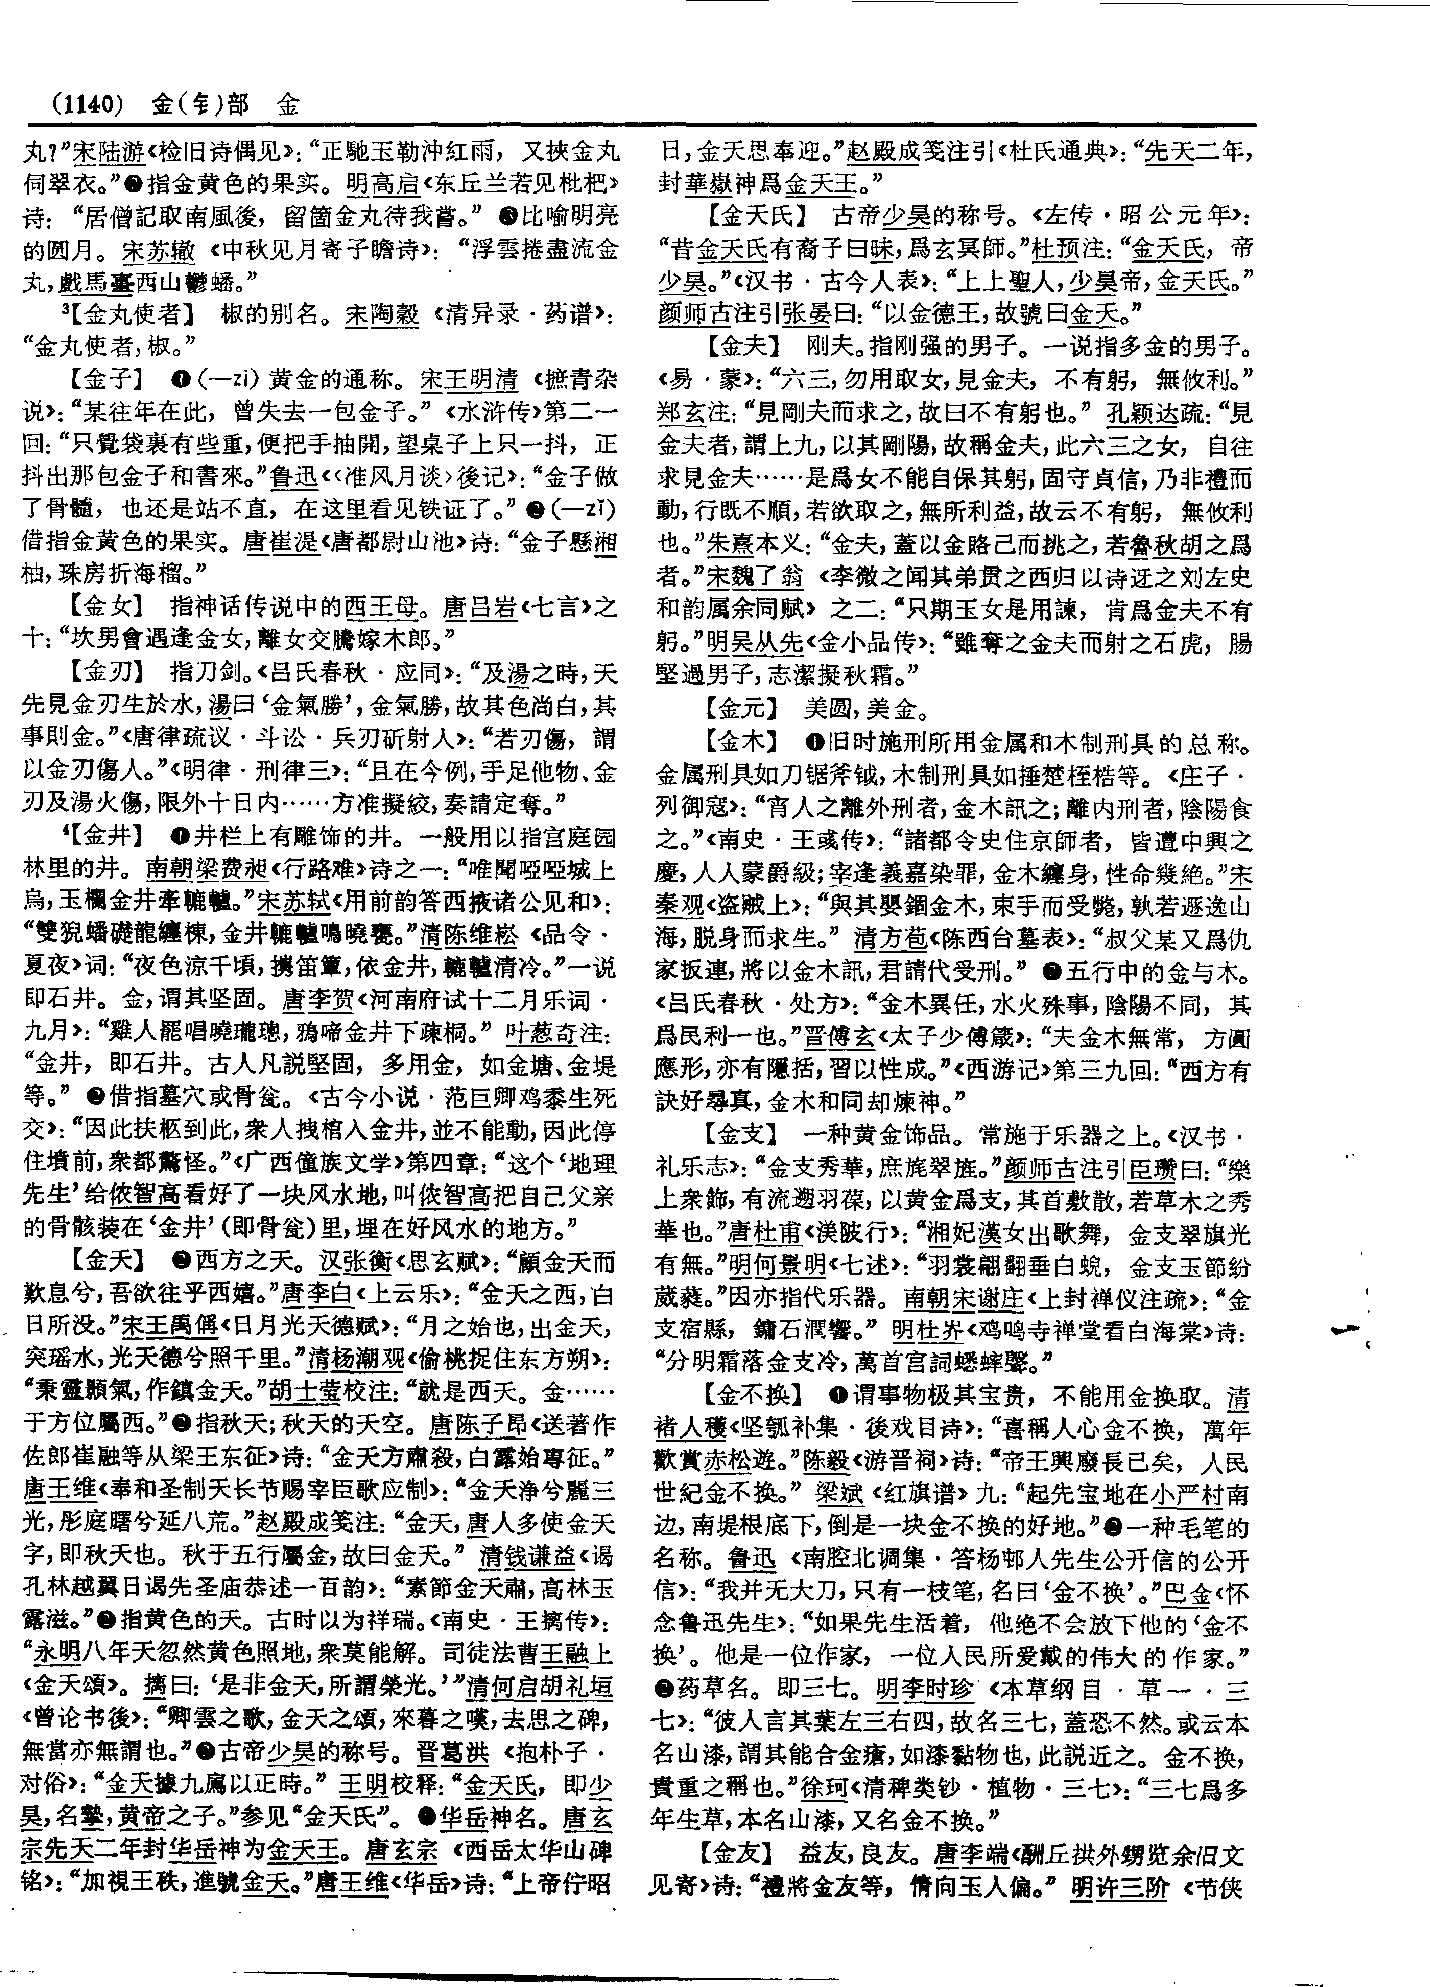 (1140) 金(钅)部 金
丸?”宋陆游《检旧诗偶见》:“正馳玉勒沖红雨, 又挾金丸
伺翠衣。”❷指金黄色的果实。 明高启《东丘兰若见枇杷》
诗: “居僧記取南風後, 留箇金丸待我嘗。” ❸比喻明亮
的圆月。 宋苏辙 《中秋见月寄子瞻诗》: “浮雲捲盡流金
丸,戲馬臺西山鬱蟠。”
³【金丸使者】 椒的别名。 宋陶穀 《清异录·药谱》:
“金丸使者,椒。”
【金子】 ❶(—zi) 黄金的通称。 宋王明清 《摭青杂
说》:“某往年在此, 曾失去一包金子。” 《水浒传》第二一
回:“只覺袋裏有些重,便把手抽開,望桌子上只一抖, 正
抖出那包金子和書來。”鲁迅《〈准风月谈〉後记》:“金子做
了骨髓, 也还是站不直, 在这里看见铁证了。” ❷(—zǐ)
借指金黄色的果实。 唐崔湜《唐都尉山池》诗:“金子懸湘
柚,珠房折海榴。”
【金女】 指神话传说中的西王母。 唐吕岩《七言》之
十:“坎男會遇逢金女,離女交騰嫁木郎。”
【金刃】 指刀剑。《吕氏春秋·应同》:“及湯之時,天
先見金刃生於水,湯曰‘金氣勝’,金氣勝,故其色尚白,其
事則金。”《唐律疏议·斗讼·兵刃斫射人》:“若刃傷, 謂
以金刃傷人。”《明律·刑律三》:“且在今例,手足他物、金
刃及湯火傷,限外十日内……方准擬絞,奏請定奪。”
⁴【金井】 ❶井栏上有雕饰的井。 一般用以指宫庭园
林里的井。 南朝梁费昶《行路难》诗之一:“唯聞啞啞城上
烏,玉欄金井牽轆轤。”宋苏轼《用前韵答西掖诸公见和》:
“雙猊蟠礎龍纏棟,金井轆轤鳴曉甕。”清陈维崧 《品令·
夏夜》词:“夜色涼千頃,攜笛簟,依金井,轆轤清冷。”一说
即石井。 金,谓其坚固。 唐李贺《河南府试十二月乐词·
九月》:“雞人罷唱曉瓏璁,鴉啼金井下疎桐。” 叶葱奇注:
“金井, 即石井。 古人凡説堅固, 多用金, 如金塘、金堤
等。” ❷借指墓穴或骨瓮。 《古今小说·范巨卿鸡黍生死
交》:“因此扶柩到此,衆人拽棺入金井,並不能動,因此停
住墳前,衆都驚怪。”《广西僮族文学》第四章:“这个‘地理
先生’给侬智高看好了一块风水地,叫侬智高把自己父亲
的骨骸装在‘金井’(即骨瓮)里,埋在好风水的地方。”
【金天】 ❶西方之天。 汉张衡《思玄赋》:“顧金天而
歎息兮,吾欲往乎西嬉。”唐李白《上云乐》:“金天之西,白
日所没。”宋王禹偁《日月光天德赋》:“月之始也,出金天,
突瑶水,光天德兮照千里。”清杨潮观《偷桃捉住东方朔》:
“秉靈顥氣,作鎮金天。”胡士莹校注:“就是西天。 金……
于方位屬西。”❷指秋天;秋天的天空。 唐陈子昂《送著作
佐郎崔融等从梁王东征》诗:“金天方肅殺,白露始專征。”
唐王维《奉和圣制天长节赐宰臣歌应制》:“金天净兮麗三
光,彤庭曙兮延八荒。”赵殿成笺注:“金天,唐人多使金天
字,即秋天也。 秋于五行屬金,故曰金天。” 清钱谦益《谒
孔林越翼日谒先圣庙恭述一百韵》:“素節金天肅,高林玉
露滋。”❸指黄色的天。 古时以为祥瑞。《南史·王摛传》:
“永明八年天忽然黄色照地,衆莫能解。 司徒法曹王融上
《金天頌》。 摛曰:‘是非金天,所謂榮光。’”清何启胡礼垣
《曾论书後》:“卿雲之歌,金天之頌,來暮之嘆,去思之碑,
無當亦無謂也。”❹古帝少昊的称号。 晋葛洪 《抱朴子·
对俗》:“金天據九扈以正時。” 王明校释:“金天氏, 即少
昊,名摯,黄帝之子。”参见“金天氏”。 ❺华岳神名。 唐玄
宗先天二年封华岳神为金天王。 唐玄宗 《西岳太华山碑
铭》:“加視王秩,進號金天。”唐王维《华岳》诗:“上帝佇昭
日,金天思奉迎。”赵殿成笺注引《杜氏通典》:“先天二年,
封華嶽神爲金天王。”
【金天氏】 古帝少昊的称号。《左传·昭公元年》:
“昔金天氏有裔子曰昧,爲玄冥師。”杜预注:“金天氏, 帝
少昊。”《汉书·古今人表》:“上上聖人,少昊帝,金天氏。”
颜师古注引张晏曰:“以金德王,故號曰金天。”
【金夫】 刚夫。指刚强的男子。 一说指多金的男子。
《易·蒙》:“六三,勿用取女,見金夫, 不有躬, 無攸利。”
郑玄注:“見剛夫而求之,故曰不有躬也。” 孔颖达疏:“見
金夫者,謂上九,以其剛陽,故稱金夫,此六三之女, 自往
求見金夫……是爲女不能自保其躬,固守貞信,乃非禮而
動,行既不順,若欲取之,無所利益,故云不有躬, 無攸利
也。”朱熹本义:“金夫,蓋以金賂己而挑之,若魯秋胡之爲
者。”宋魏了翁 《李微之闻其弟贯之西归以诗迓之刘左史
和韵属余同赋》 之二:“只期玉女是用諫, 肯爲金夫不有
躬。”明吴从先《金小品传》:“雖奪之金夫而射之石虎, 腸
堅過男子,志潔擬秋霜。”
【金元】 美圆,美金。
【金木】 ❶旧时施刑所用金属和木制刑具的总称。
金属刑具如刀锯斧钺,木制刑具如捶楚桎梏等。 《庄子·
列御寇》:“宵人之離外刑者,金木訊之;離内刑者,陰陽食
之。”《南史·王彧传》:“諸都令史住京師者, 皆遭中興之
慶,人人蒙爵級;宰逢義嘉染罪,金木纏身,性命幾絶。”宋
秦观《盗贼上》:“與其嬰錮金木,束手而受斃,孰若遯逸山
海,脱身而求生。” 清方苞《陈西台墓表》:“叔父某又爲仇
家扳連,將以金木訊,君請代受刑。” ❷五行中的金与木。
《吕氏春秋·处方》:“金木異任,水火殊事,陰陽不同, 其
爲民利一也。”晋傅玄《太子少傅箴》:“夫金木無常, 方圓
應形,亦有隱括,習以性成。”《西游记》第三九回:“西方有
訣好尋真,金木和同却煉神。”
【金支】 一种黄金饰品。 常施于乐器之上。《汉书·
礼乐志》:“金支秀華,庶旄翠旌。”颜师古注引臣瓒曰:“樂
上衆飾,有流遡羽葆,以黄金爲支,其首敷散,若草木之秀
華也。”唐杜甫《渼陂行》:“湘妃漢女出歌舞, 金支翠旗光
有無。”明何景明《七述》:“羽裳翩翻垂白蜺, 金支玉節紛
葳蕤。”因亦指代乐器。 南朝宋谢庄《上封禅仪注疏》:“金
支宿縣, 鏞石潤響。” 明杜岕《鸡鸣寺禅堂看白海棠》诗:
“分明霜落金支冷,萬首宫詞蟋蟀聲。”
【金不换】 ❶谓事物极其宝贵, 不能用金换取。 清
褚人穫《坚瓠补集·後戏目诗》:“喜稱人心金不换, 萬年
歡賞赤松遊。”陈毅《游晋祠》诗:“帝王興廢長已矣, 人民
世紀金不换。” 梁斌 《红旗谱》 九:“起先宝地在小严村南
边,南堤根底下,倒是一块金不换的好地。”❷一种毛笔的
名称。 鲁迅 《南腔北调集·答杨邨人先生公开信的公开
信》:“我并无大刀,只有一枝笔,名曰‘金不换’。”巴金《怀
念鲁迅先生》:“如果先生活着, 他绝不会放下他的‘金不
换’。 他是一位作家, 一位人民所爱戴的伟大的作家。”
❸药草名。 即三七。 明李时珍 《本草纲目·草一·三
七》:“彼人言其葉左三右四,故名三七,蓋恐不然。或云本
名山漆,謂其能合金瘡,如漆黏物也,此説近之。 金不换,
貴重之稱也。”徐珂《清稗类钞·植物·三七》:“三七爲多
年生草,本名山漆,又名金不换。”
【金友】 益友,良友。 唐李端《酬丘拱外甥览余旧文
见寄》诗:“禮將金友等, 情向玉人偏。” 明许三阶 《节侠